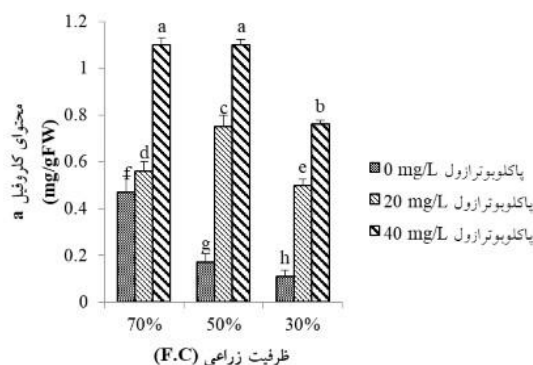 1.2
1
0.8
0.6
0.4
0.2
0
محتوای کلروفیل a
(mg/gFW)
f
d
a
g
c
a
h
e
b
70%
50%
30%
ظرفیت زراعی (F.C)
پاکلوبوترازول 0 mg/L
پاکلوبوترازول 20 mg/L
پاکلوبوترازول 40 mg/L